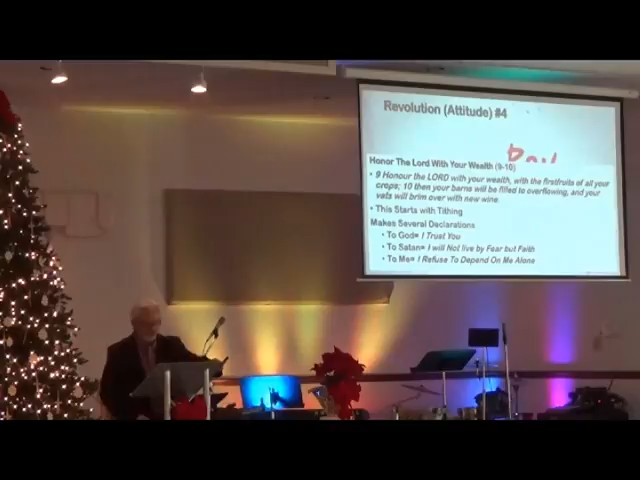 Revolution (Attitude) #4
Honor The Lord With Your Wealth (9-10)
• 9 Honour the LORD with your wealth, with the firstfruits of all your
crops; 10 then your barns will be filled to overflowing, and your
vats will brim over with new wine.
• This Starts with Tithing
Makes Several Declarations
• To God= I Trust You
• To Satan= I will Not live by Fear but Faith
• To Me= I Refuse To Depend On Me Alone